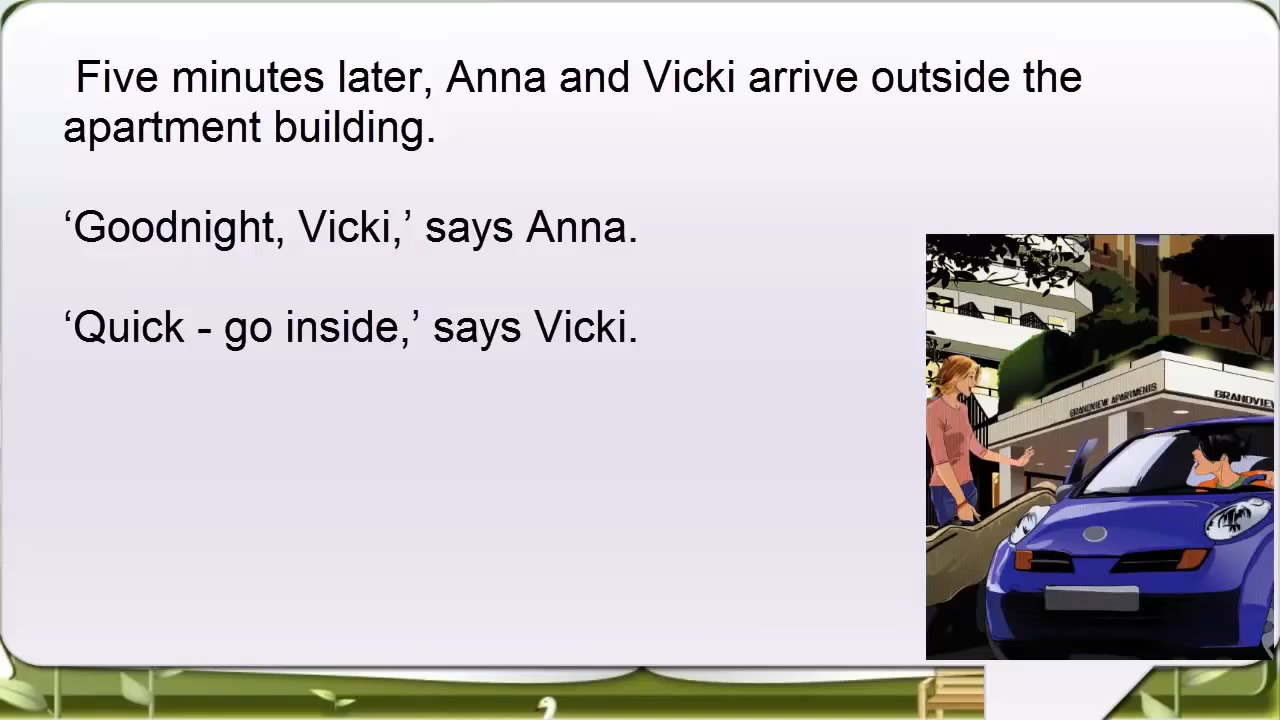 Five minutes later, Anna and Vicki arrive outside the
apartment building.
‘Goodnight, Vicki,’ says Anna.
‘Quick - go inside,’ says Vicki.
GRANDVIEW APARTMENTS
GRANDVIEW